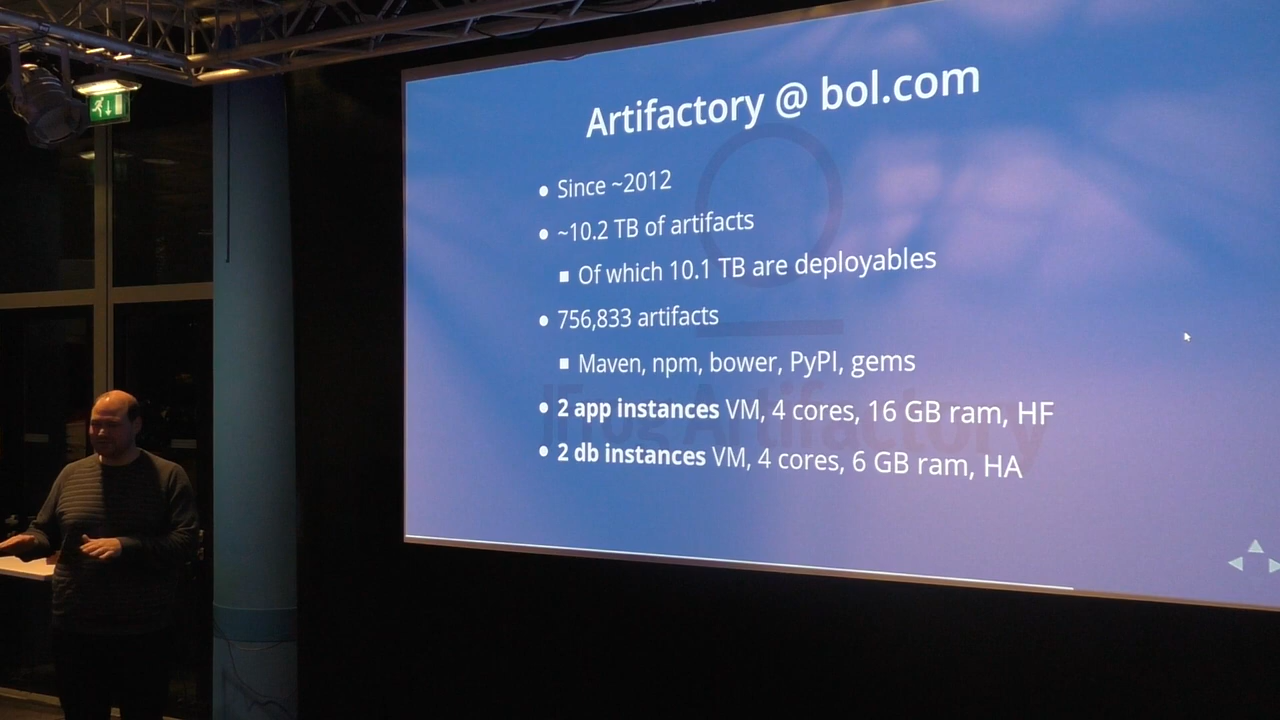 Artifactory @ bol.com
Since ~2012
~10.2 TB of artifacts
Of which 10.1 TB are deployables
756,833 artifacts
Maven, npm, bower, PyPI, gems
2 app instances VM, 4 cores, 16 GB ram, HF
2 db instances VM, 4 cores, 6 GB ram, HA
JFrog Artifactory